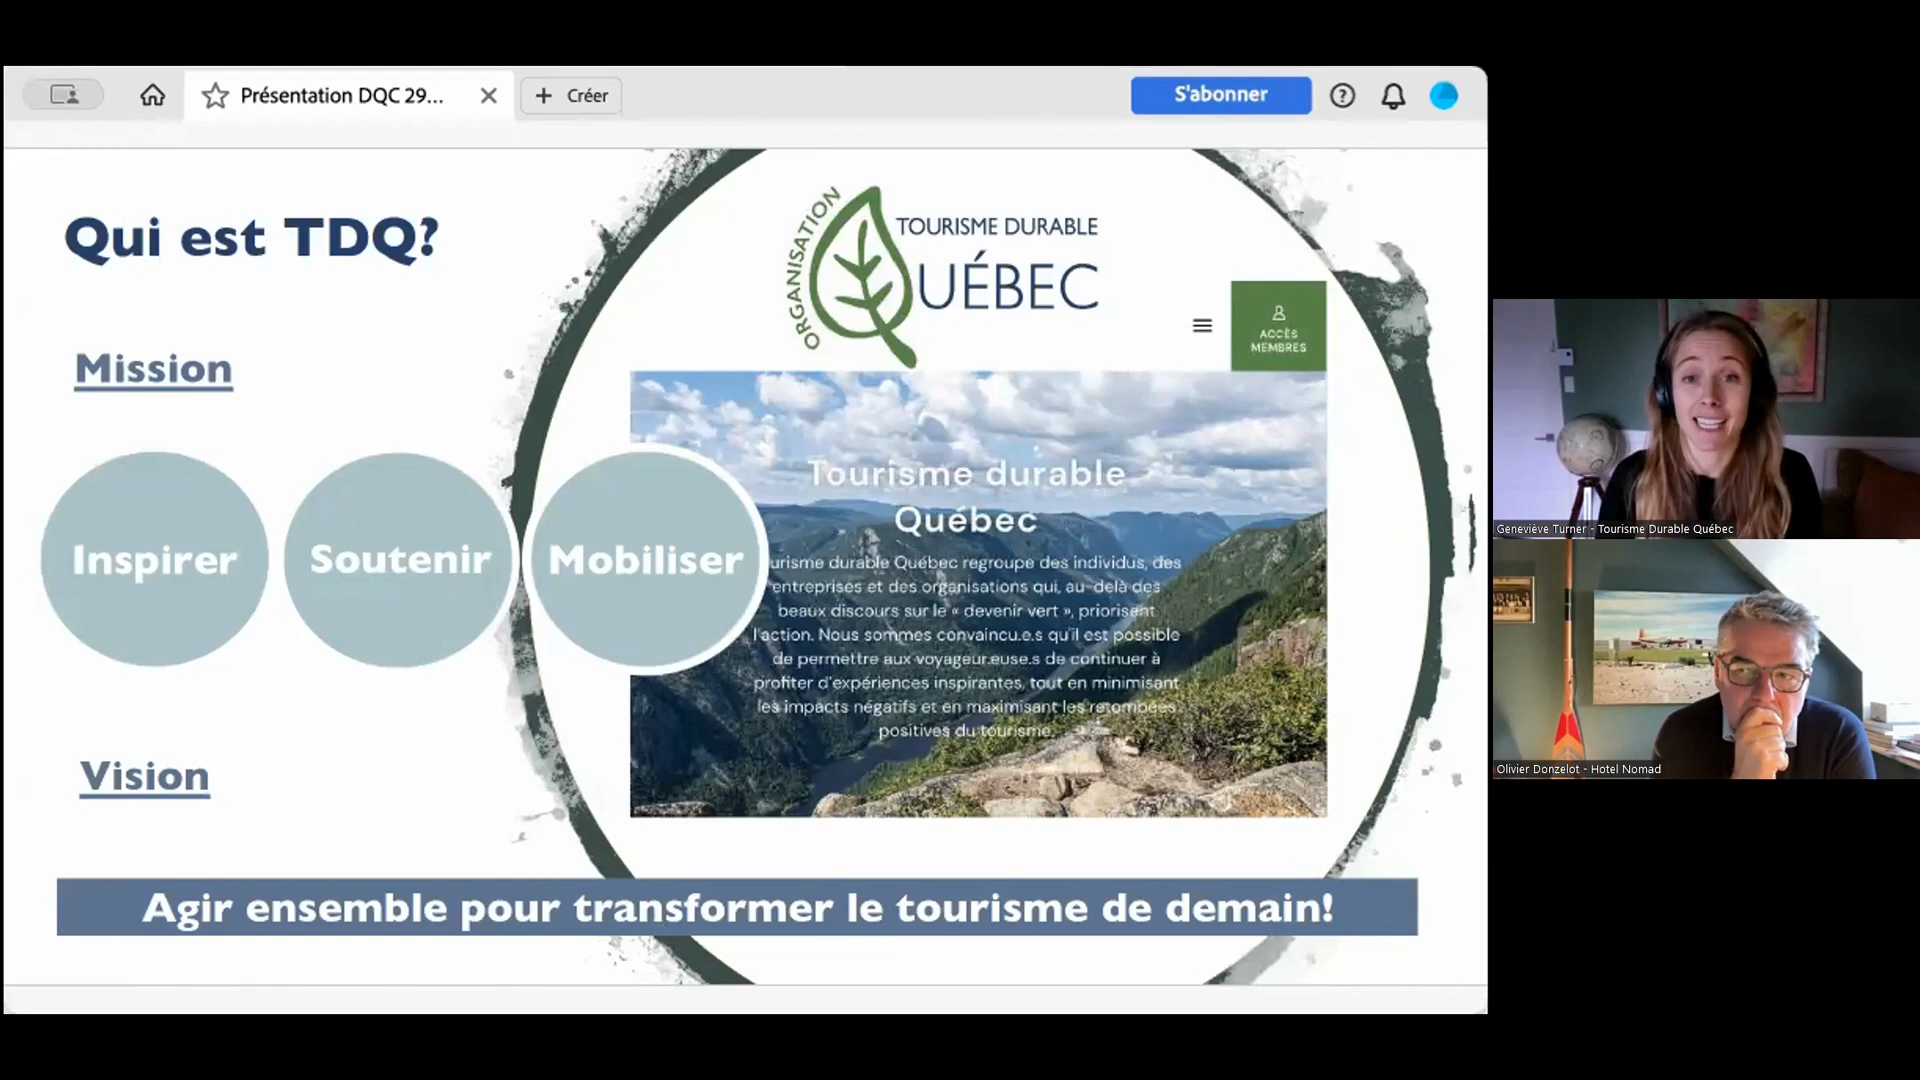 Présentation DQC 29...
Créer
S'abonner
Qui est TDQ?
Mission
Inspirer
Soutenir
Mobiliser
Vision
ORGANISATION
TOURISME DURABLE
QUÉBEC
ACCÈS
MEMBRES
Tourisme durable
Québec
urisme durable Québec regroupe des individus, des
entreprises et des organisations qui, au-delà des
beaux discours sur le « devenir vert », priorisent
l'action. Nous sommes convaincu.e.s qu'il est possible
de permettre aux voyageur.euse.s de continuer à
profiter d'expériences inspirantes, tout en minimisant
les impacts négatifs et en maximisant les retombées
positives du tourisme.
Agir ensemble pour transformer le tourisme de demain!
Geneviève Turner - Tourisme Durable Québec
Olivier Donzelot - Hotel Nomad